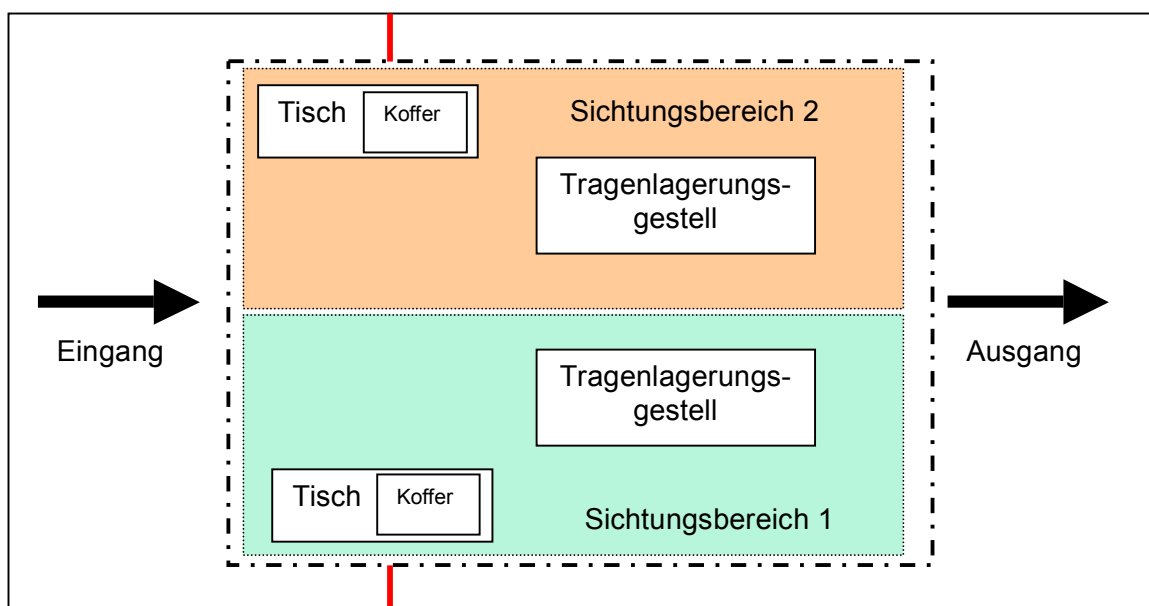 Tisch
Koffer
Sichtungsbereich 2
Tragenlagerungs-
gestell
Eingang
Ausgang
Tragenlagerungs-
gestell
Tisch
Koffer
Sichtungsbereich 1